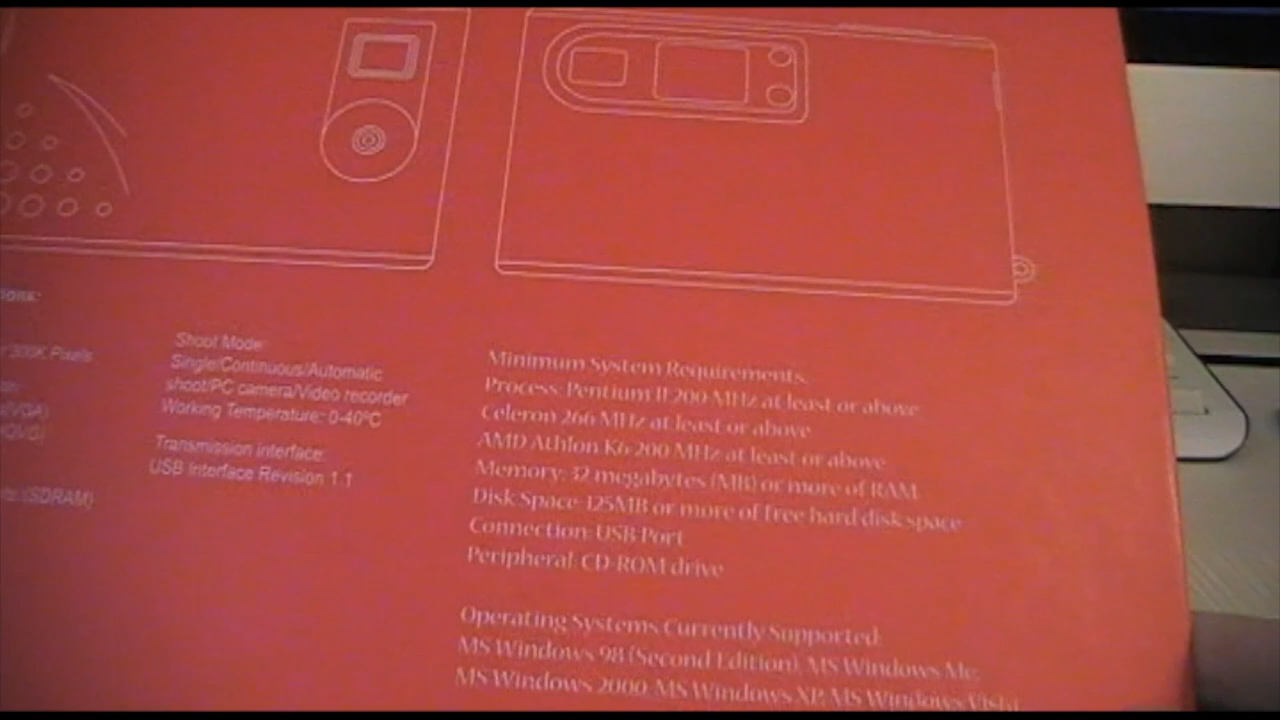 300K Pixels
(SDRAM)
Shoot Mode:
Single/Continuous/Automatic
shoot/PC camera/Video recorder
Working Temperature: 0-40ºC
Transmission Interface:
USB Interface Revision 1.1
Minimum System Requirements:
Process: Pentium II 200 MHz at least or above
Celeron 266 MHz at least or above
AMD Athlon K6 200 MHz at least or above
Memory: 32 megabytes (MB) or more of RAM
Disk Space: 125MB or more of free hard disk space
Connection: USB Port
Peripheral: CD-ROM drive
Operating Systems Currently Supported:
MS Windows 98 (Second Edition), MS Windows Me,
MS Windows 2000, MS Windows XP, MS Windows Vista